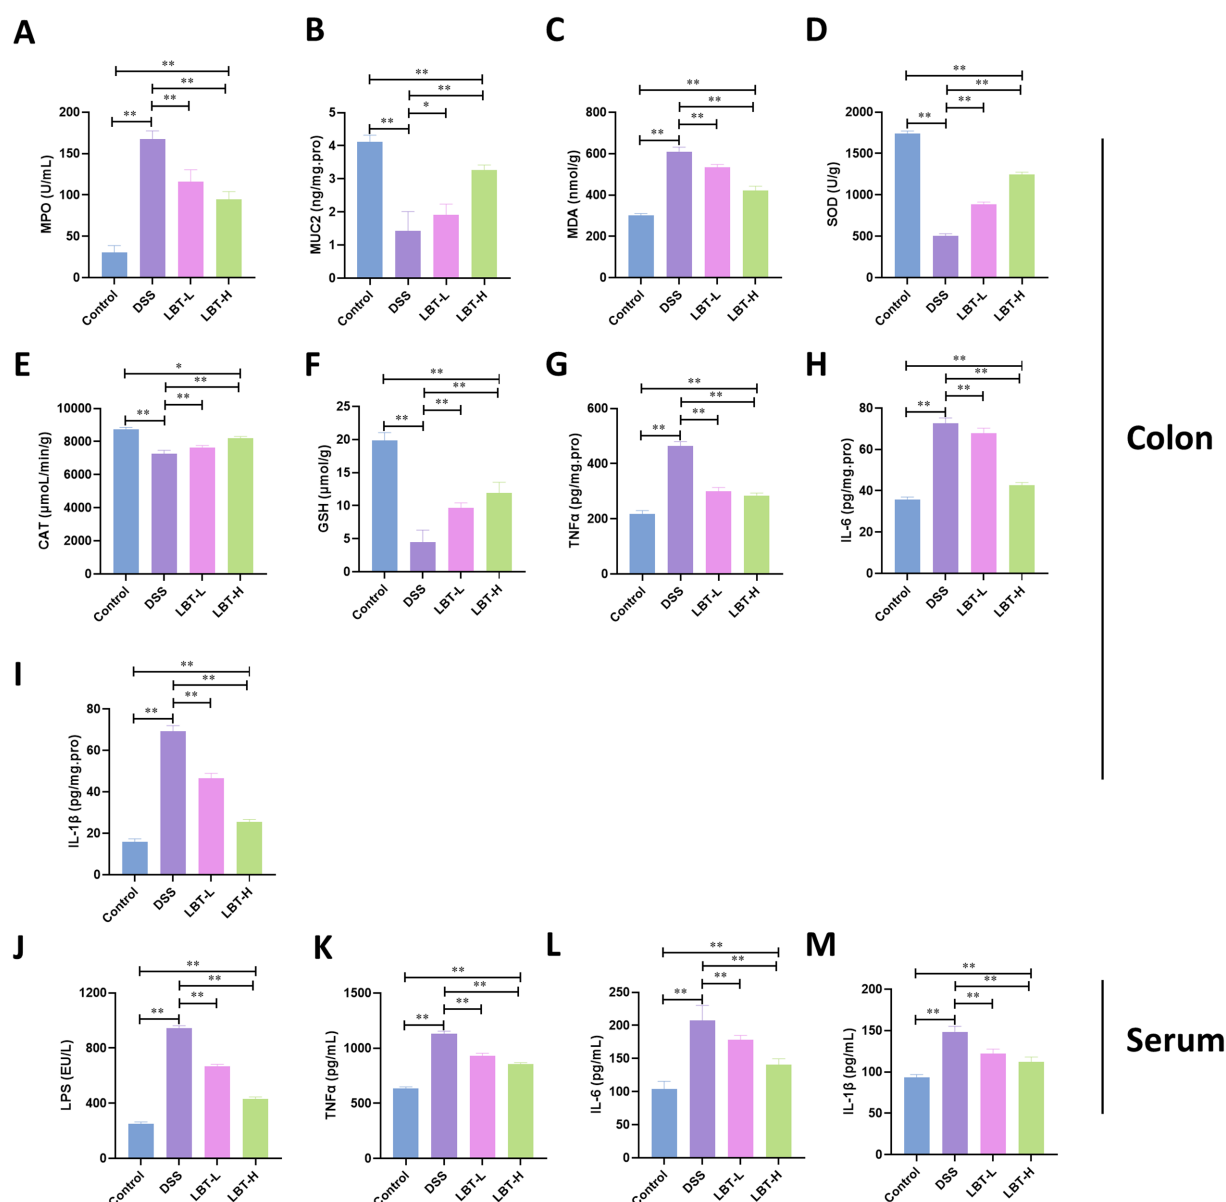 A
**
**
**
**
MPO (U/mL)
200
150
100
50
0
Control
DSS
LBT-L
LBT-H
B
**
**
*
**
MUC2 (ng/mg.pro)
5
4
3
2
1
0
Control
DSS
LBT-L
LBT-H
C
**
**
**
**
MDA (nmol/g)
800
600
400
200
0
Control
DSS
LBT-L
LBT-H
D
**
**
**
**
SOD (U/g)
2000
1500
1000
500
0
Control
DSS
LBT-L
LBT-H
E
*
**
**
**
CAT (μmoL/min/g)
10000
8000
6000
4000
2000
0
Control
DSS
LBT-L
LBT-H
F
**
**
**
**
GSH (μmol/g)
25
20
15
10
5
0
Control
DSS
LBT-L
LBT-H
G
**
**
**
**
TNFα (pg/mg.pro)
600
400
200
0
Control
DSS
LBT-L
LBT-H
H
**
**
**
**
IL-6 (pg/mg.pro)
80
60
40
20
0
Control
DSS
LBT-L
LBT-H
Colon
I
**
**
**
**
IL-1β (pg/mg.pro)
80
60
40
20
0
Control
DSS
LBT-L
LBT-H
J
**
**
**
**
LPS (EU/L)
1200
800
400
0
Control
DSS
LBT-L
LBT-H
K
**
**
**
**
TNFα (pg/mL)
1500
1000
500
0
Control
DSS
LBT-L
LBT-H
L
**
**
**
**
IL-6 (pg/mL)
250
200
150
100
50
0
Control
DSS
LBT-L
LBT-H
M
**
**
**
**
IL-1β (pg/mL)
200
150
100
50
0
Control
DSS
LBT-L
LBT-H
Serum